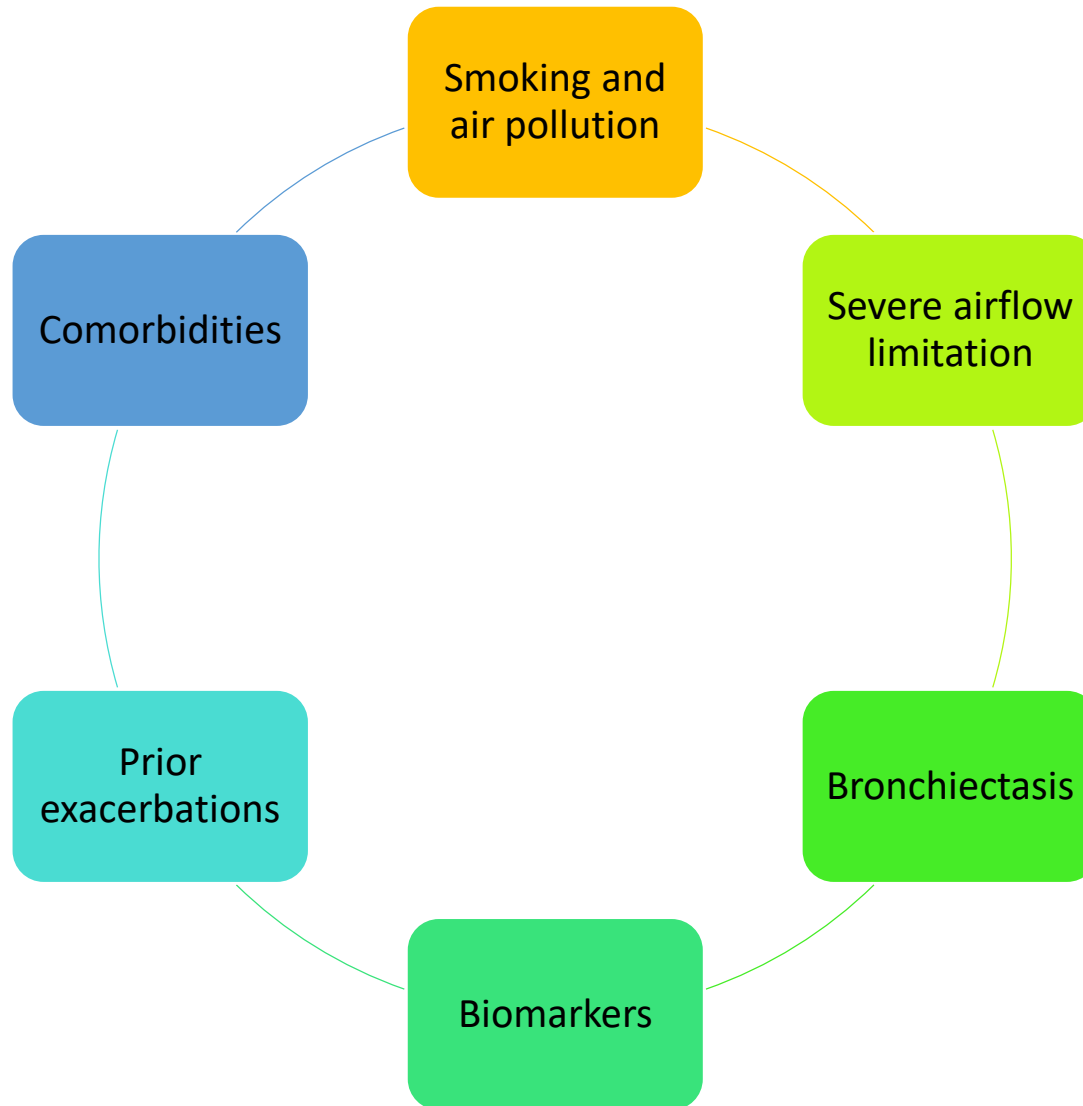 Smoking and
air pollution
Severe airflow
limitation
Bronchiectasis
Biomarkers
Prior
exacerbations
Comorbidities